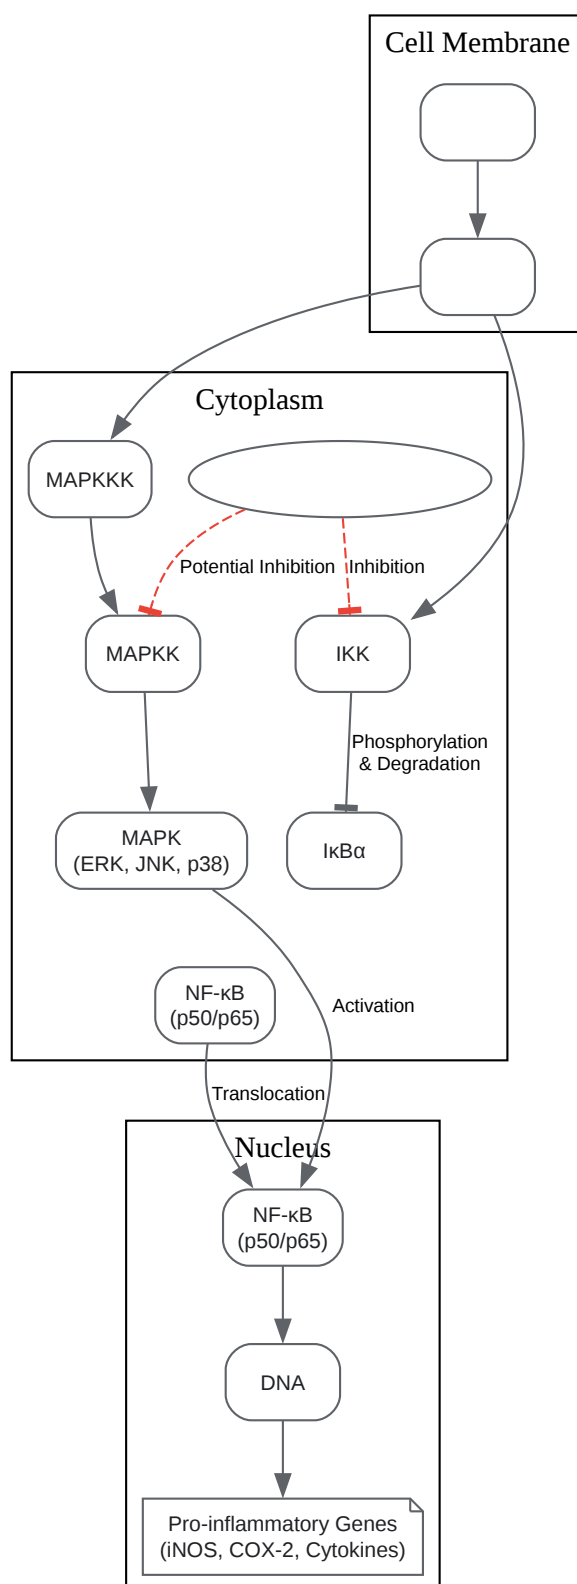 Cell Membrane
Cytoplasm
MAPKKK
Potential Inhibition
Inhibition
MAPKK
IKK
Phosphorylation
& Degradation
MAPK
(ERK, JNK, p38)
IκBα
NF-κB
(p50/p65)
Activation
Translocation
Nucleus
NF-κB
(p50/p65)
DNA
Pro-inflammatory Genes
(iNOS, COX-2, Cytokines)